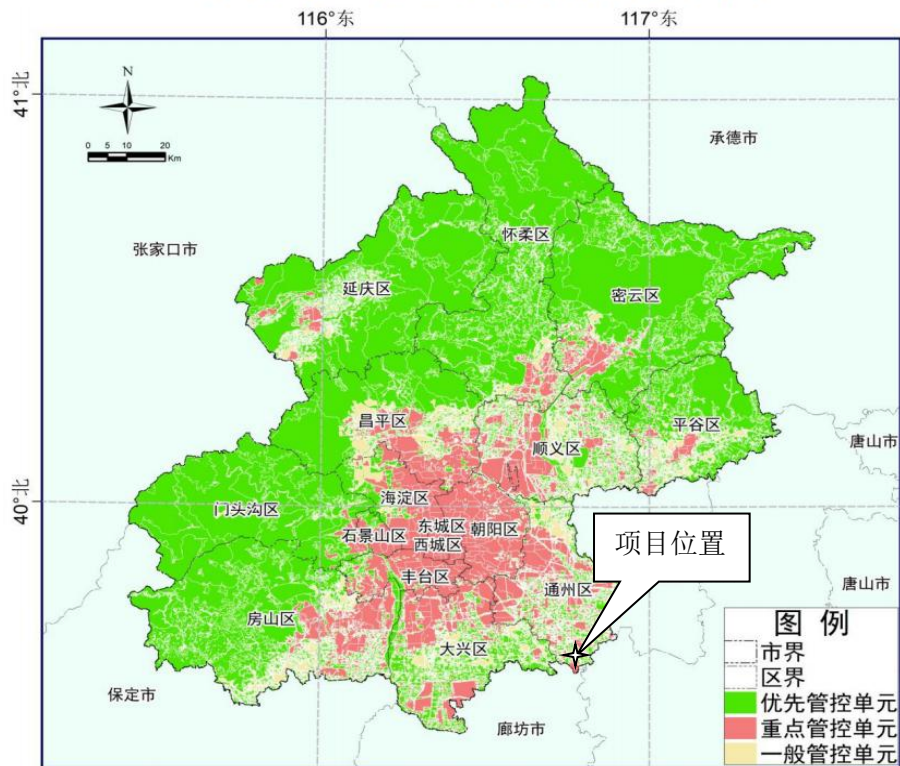 116°东
117°东
41°北
N
0 5 10 20
Km
承德市
怀柔区
张家口市
延庆区
密云区
昌平区
平谷区
顺义区
唐山市
40°北
海淀区
门头沟区
东城区
朝阳区
石景山区
西城区
项目位置
丰台区
通州区
唐山市
房山区
大兴区
图 例
市界
区界
优先管控单元
重点管控单元
一般管控单元
保定市
廊坊市